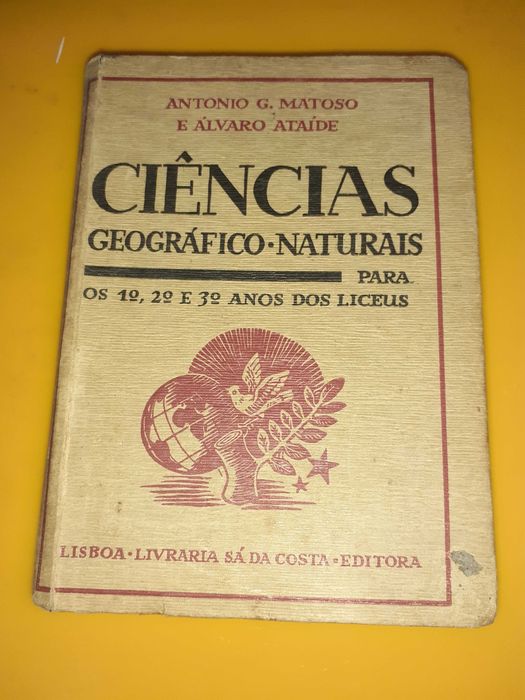 ANTONIO G. MATOSO
E ÁLVARO ATAÍDE
CIÊNCIAS
GEOGRÁFICO·NATURAIS
PARA
OS 1º, 2º E 3º ANOS DOS LICEUS
LISBOA·LIVRARIA SÁ DA COSTA·EDITORA